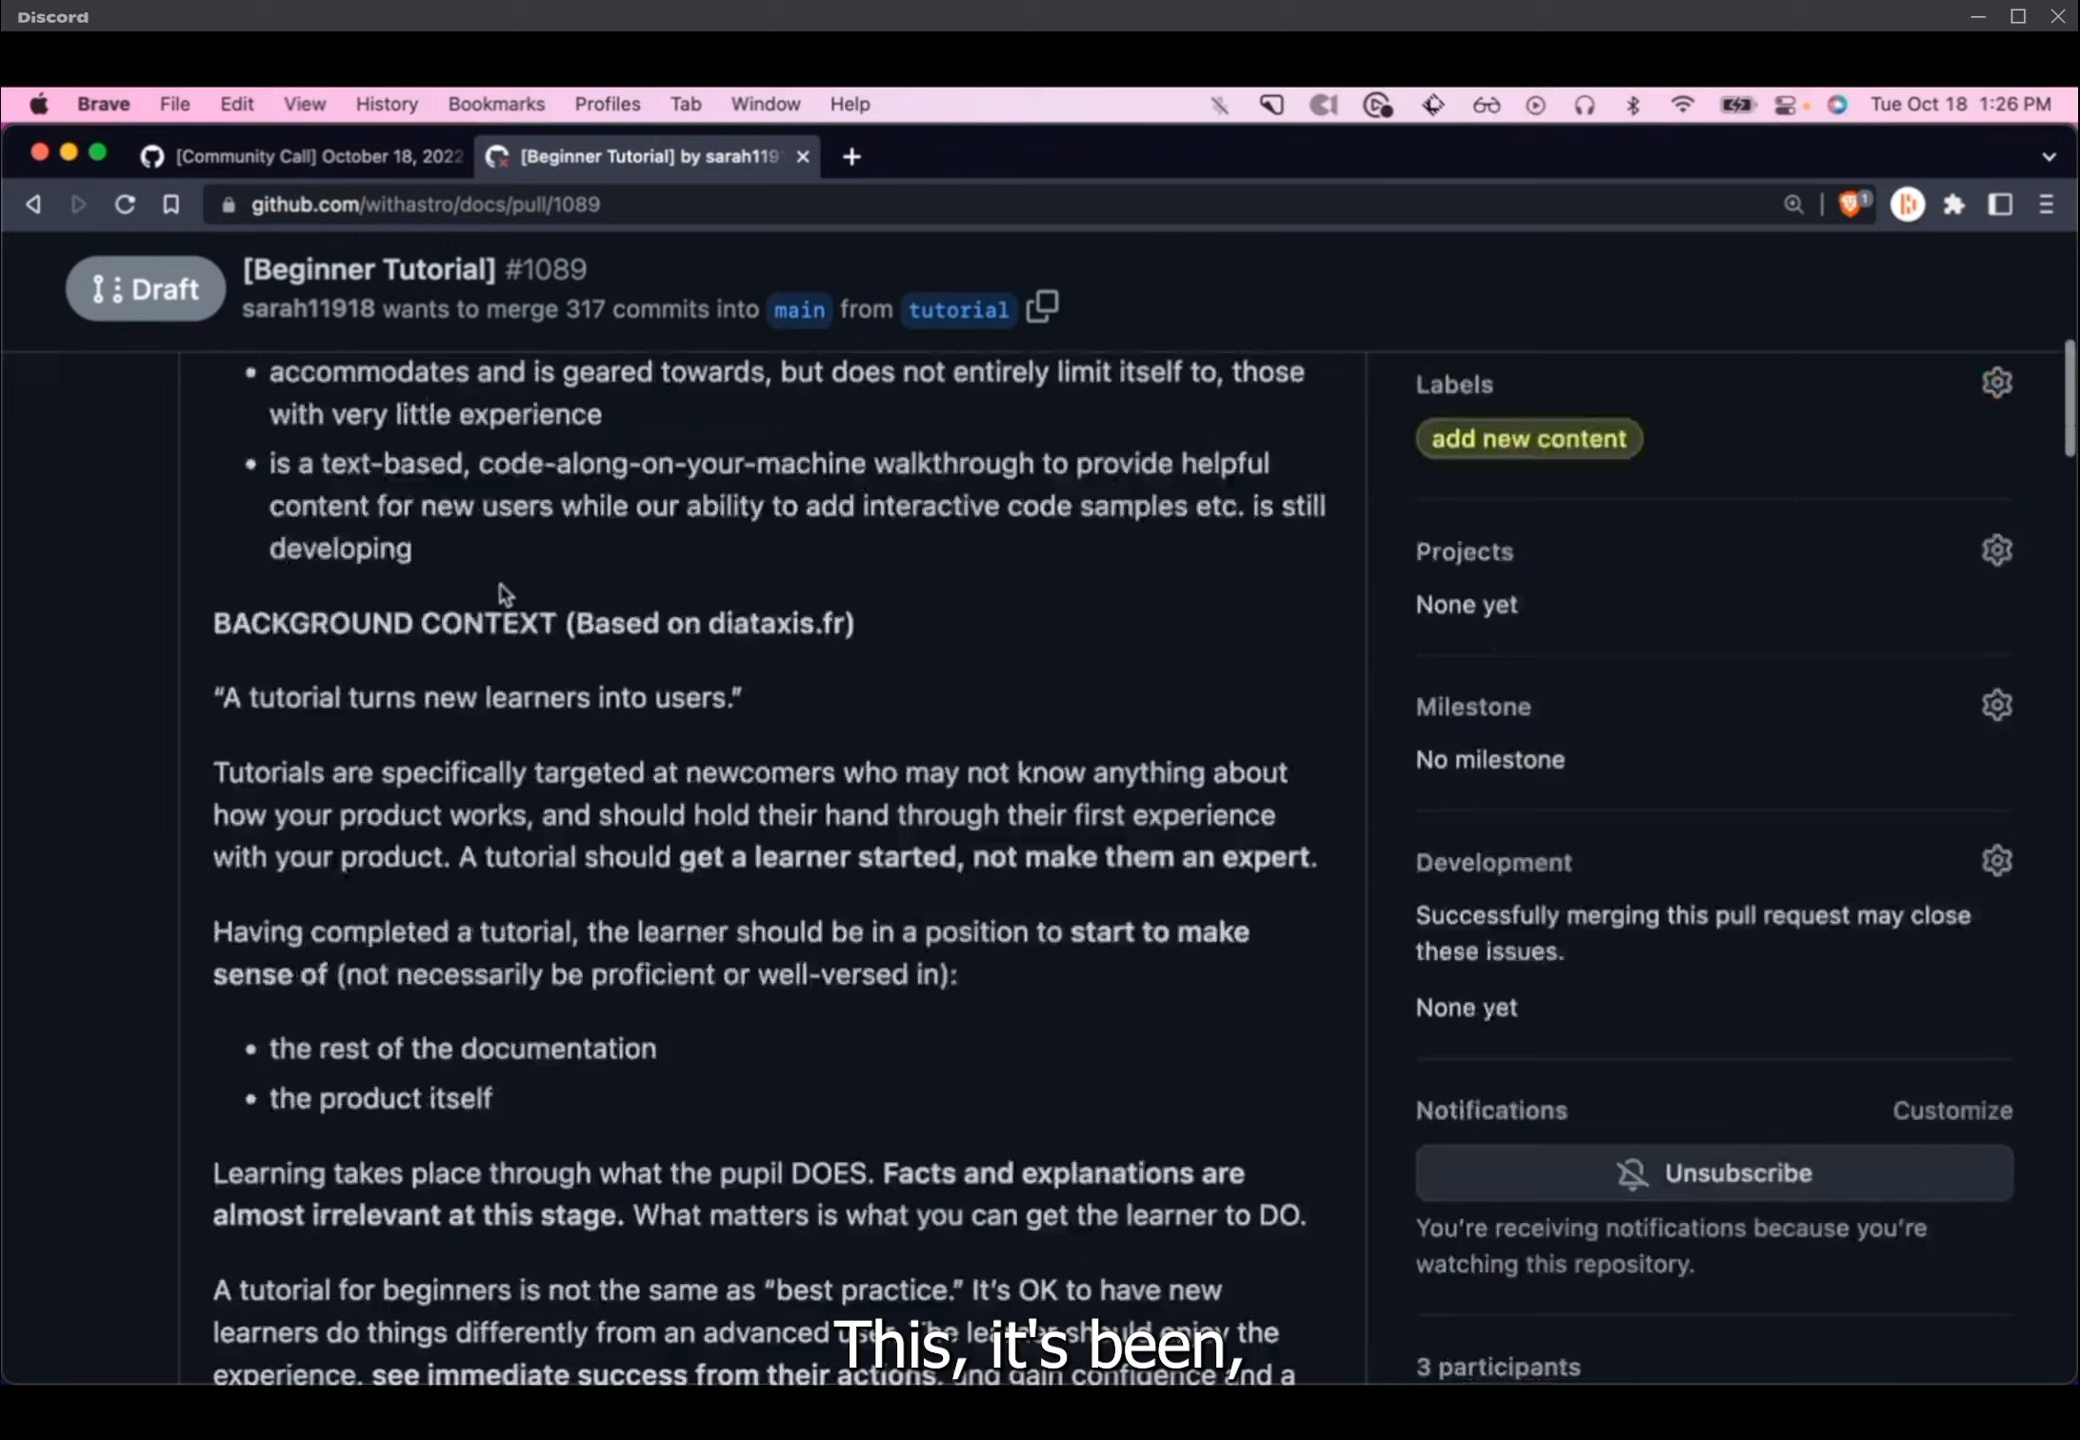 Discord
Brave File Edit View History Bookmarks Profiles Tab Window Help Tue Oct 18 1:26 PM
[Community Call] October 18, 2022
[Beginner Tutorial] by sarah119
github.com/withastro/docs/pull/1089
1
Draft
[Beginner Tutorial] #1089
sarah11918 wants to merge 317 commits into main from tutorial
• accommodates and is geared towards, but does not entirely limit itself to, those
with very little experience
• is a text-based, code-along-on-your-machine walkthrough to provide helpful
content for new users while our ability to add interactive code samples etc. is still
developing
BACKGROUND CONTEXT (Based on diataxis.fr)
“A tutorial turns new learners into users.”
Tutorials are specifically targeted at newcomers who may not know anything about
how your product works, and should hold their hand through their first experience
with your product. A tutorial should get a learner started, not make them an expert.
Having completed a tutorial, the learner should be in a position to start to make
sense of (not necessarily be proficient or well-versed in):
• the rest of the documentation
• the product itself
Learning takes place through what the pupil DOES. Facts and explanations are
almost irrelevant at this stage. What matters is what you can get the learner to DO.
A tutorial for beginners is not the same as “best practice.” It’s OK to have new
learners do things differently from an advanced the
experience, see immediate success from their actions, and gain confidence and a
Labels
add new content
Projects
None yet
Milestone
No milestone
Development
Successfully merging this pull request may close
these issues.
None yet
Notifications Customize
Unsubscribe
You’re receiving notifications because you’re
watching this repository.
3 participants
This, it's been,